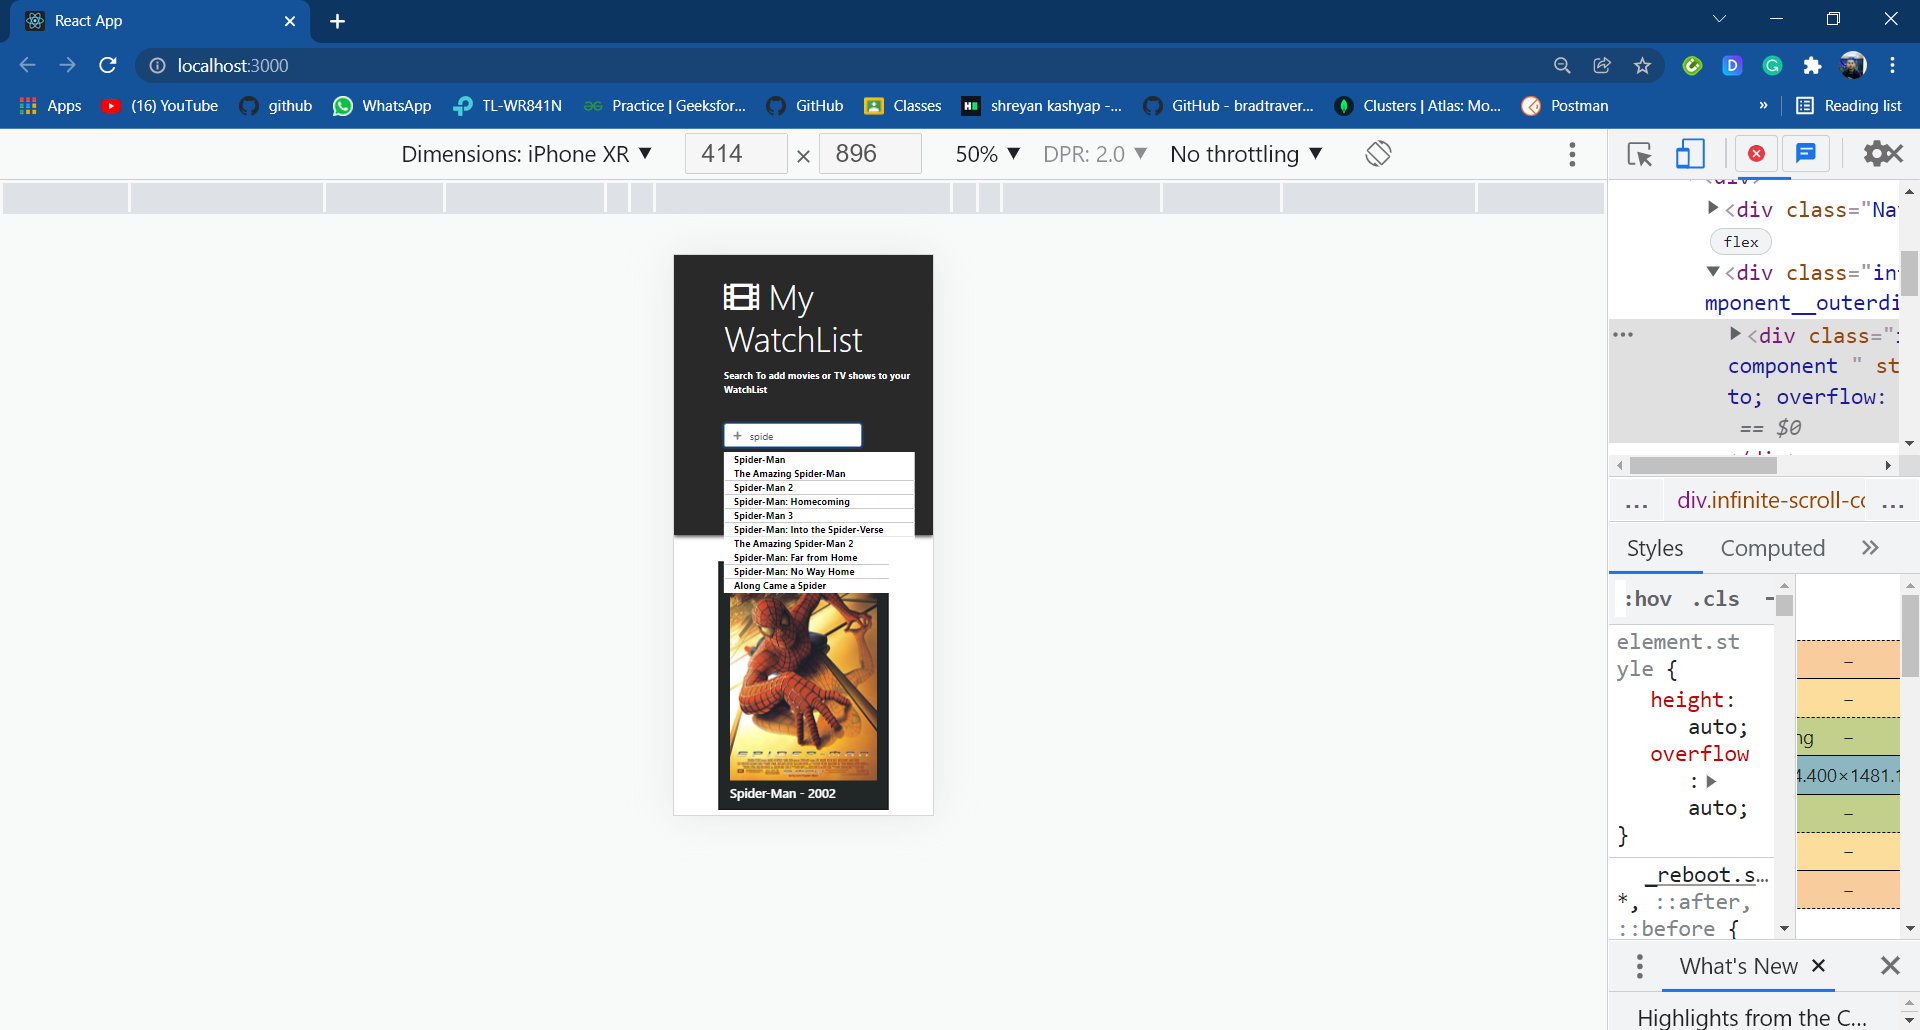 React App
localhost:3000
Apps
(16) YouTube
github
WhatsApp
TL-WR841N
Practice | Geeksfor...
GitHub
Classes
shreyan kashyap -...
GitHub - bradtraver...
Clusters | Atlas: Mo...
Postman
»
Reading list
Dimensions: iPhone XR ▼
414 × 896
50% ▼
DPR: 2.0 ▼
No throttling ▼
My
WatchList
Search To add movies or TV shows to your
WatchList
+ spide
Spider-Man
The Amazing Spider-Man
Spider-Man 2
Spider-Man: Homecoming
Spider-Man 3
Spider-Man: Into the Spider-Verse
The Amazing Spider-Man 2
Spider-Man: Far from Home
Spider-Man: No Way Home
Along Came a Spider
SPIDER-MAN
Spider-Man - 2002
<div class="Na
flex
<div class="in
mponent__outerdi
<div class="i
component " st
to; overflow:
== $0
...
div.infinite-scroll-co
...
Styles
Computed
»
:hov
.cls
element.st
yle {
height:
auto;
overflow
:
auto;
}
_reboot.s…
*, ::after,
::before {
–
–
ng –
4.400×1481.1
–
–
–
What's New
Highlights from the C...